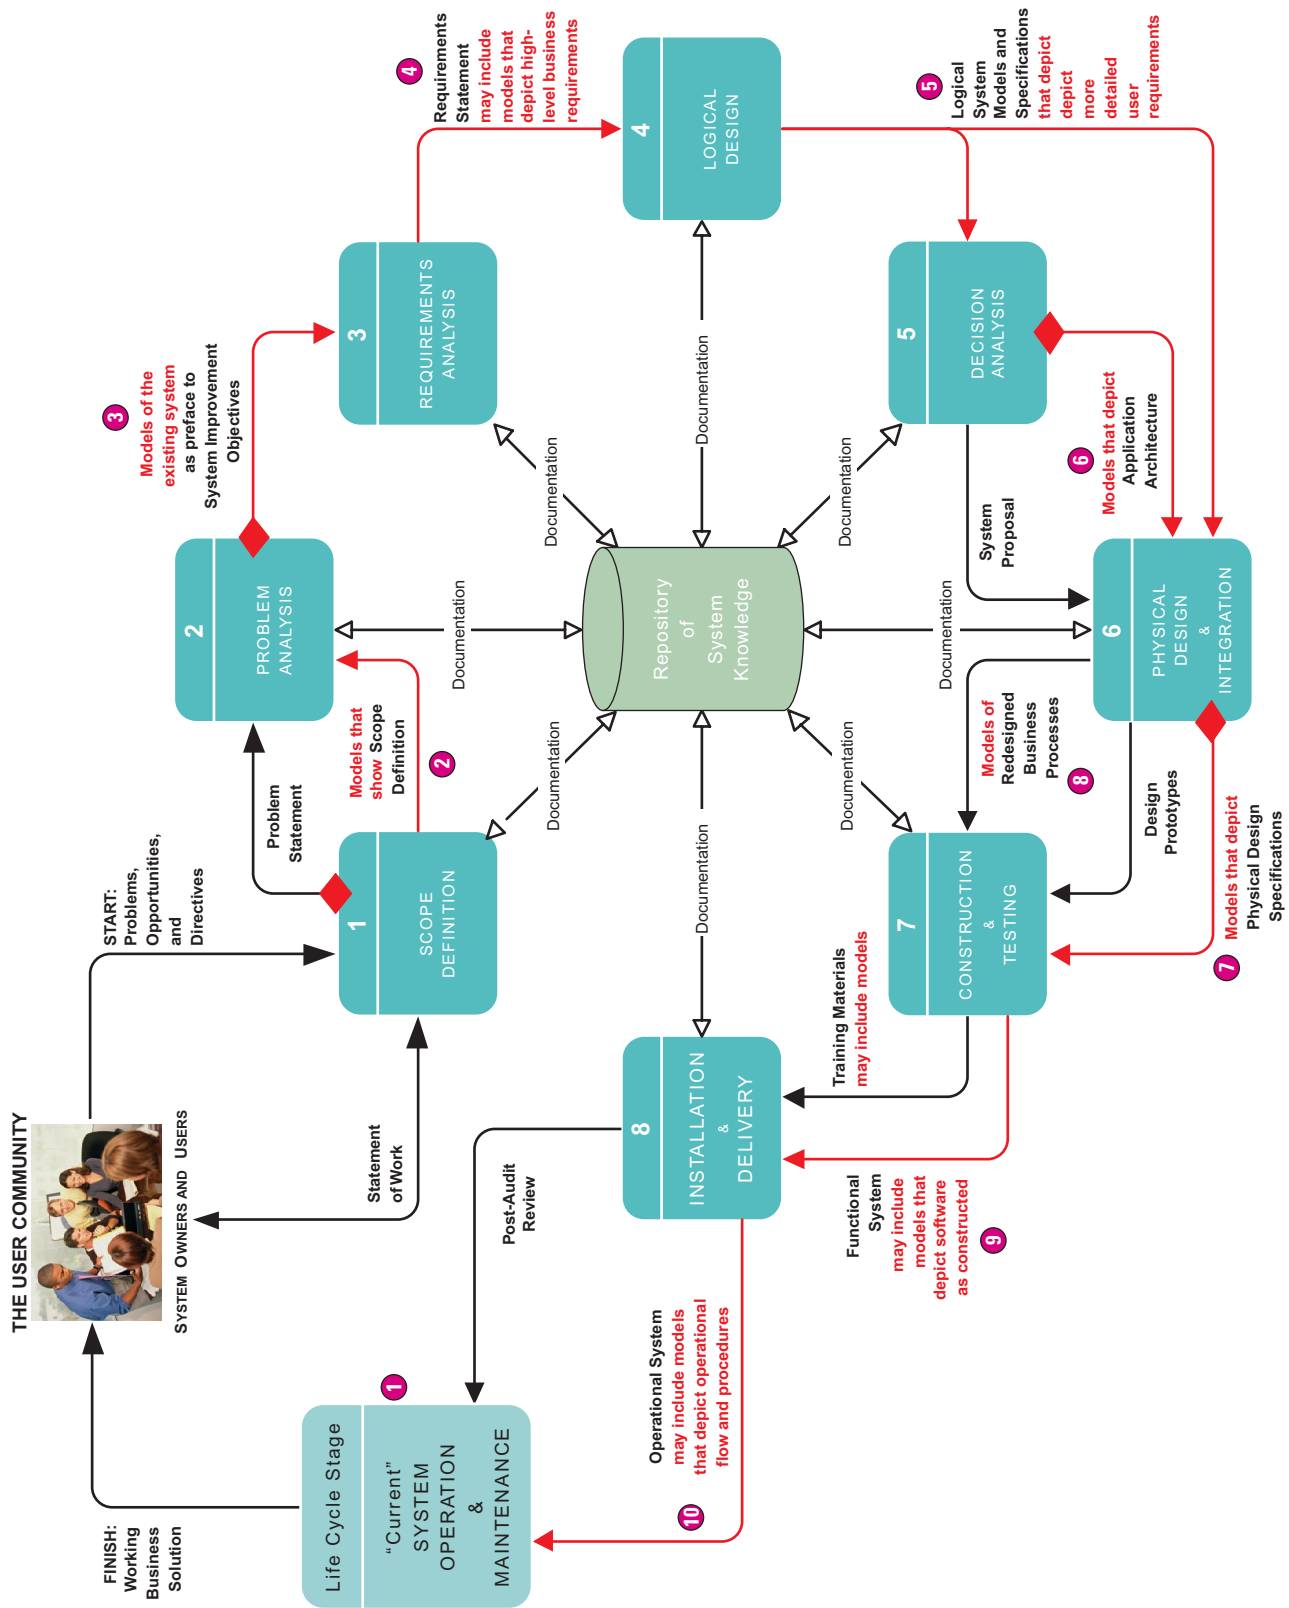 THE USER COMMUNITY
SYSTEM OWNERS AND USERS
FINISH:
Working
Business
Solution
START:
Problems,
Opportunities,
and
Directives
Statement
of Work
Life Cycle Stage
“Current”
SYSTEM
OPERATION
&
MAINTENANCE
1
1
SCOPE
DEFINITION
Problem
Statement
Models that
show Scope
Definition
2
2
PROBLEM
ANALYSIS
3
Models of the
existing system
as preface to
System Improvement
Objectives
3
REQUIREMENTS
ANALYSIS
4
Requirements
Statement
may include
models that
depict high-
level business
requirements
4
LOGICAL
DESIGN
5
Logical
System
Models and
Specifications
that depict
depict
more
detailed
user
requirements
5
DECISION
ANALYSIS
System
Proposal
6
Models that depict
Application
Architecture
6
PHYSICAL
DESIGN
&
INTEGRATION
Models of
Redesigned
Business
Processes
8
Design
Prototypes
7
Models that depict
Physical Design
Specifications
7
CONSTRUCTION
&
TESTING
Training Materials
may include models
Functional
System
may include
models that
depict software
as constructed
9
8
INSTALLATION
&
DELIVERY
Post-Audit
Review
Operational System
may include models
that depict operational
flow and procedures
10
Repository
of
System
Knowledge
Documentation
Documentation
Documentation
Documentation
Documentation
Documentation
Documentation
Documentation